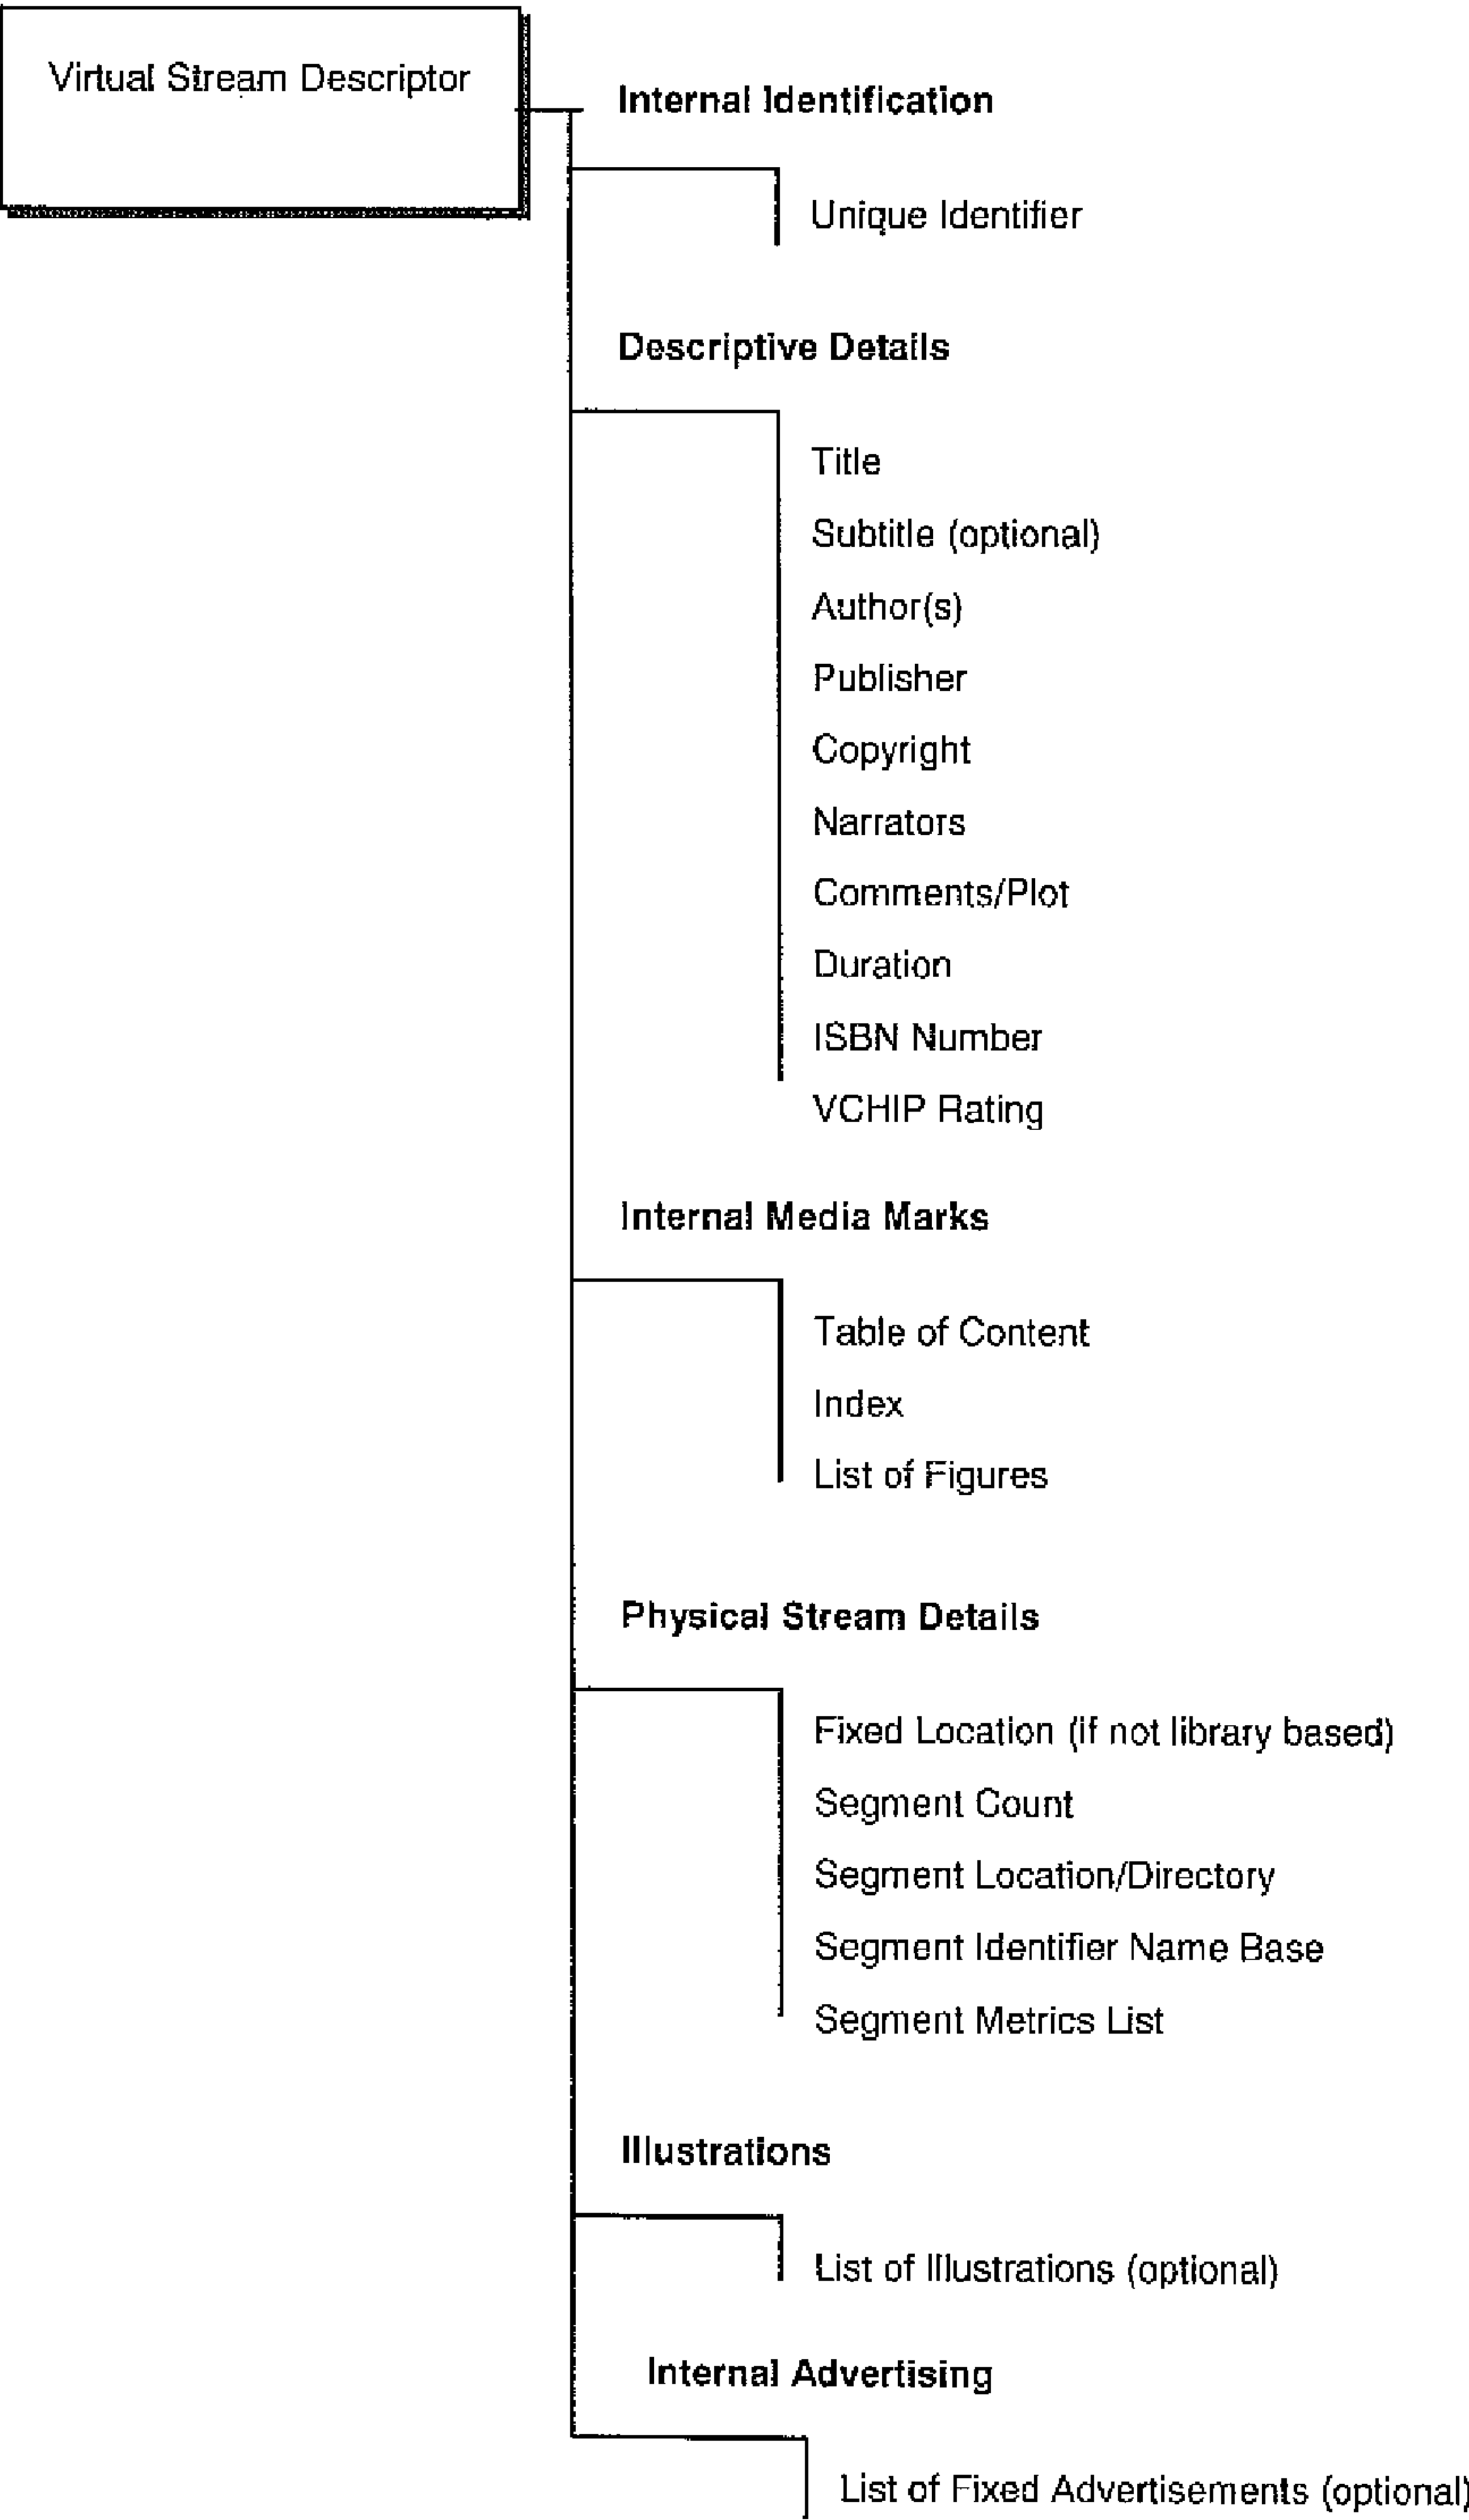 Virtual Stream Descriptor
Internal Identification
Unique Identifier
Descriptive Details
Title
Subtitle (optional)
Author(s)
Publisher
Copyright
Narrators
Comments/Plot
Duration
ISBN Number
VCHIP Rating
Internal Media Marks
Table of Content
Index
List of Figures
Physical Stream Details
Fixed Location (if not library based)
Segment Count
Segment Location/Directory
Segment Identifier Name Base
Segment Metrics List
Illustrations
List of Illustrations (optional)
Internal Advertising
List of Fixed Advertisements (optional)